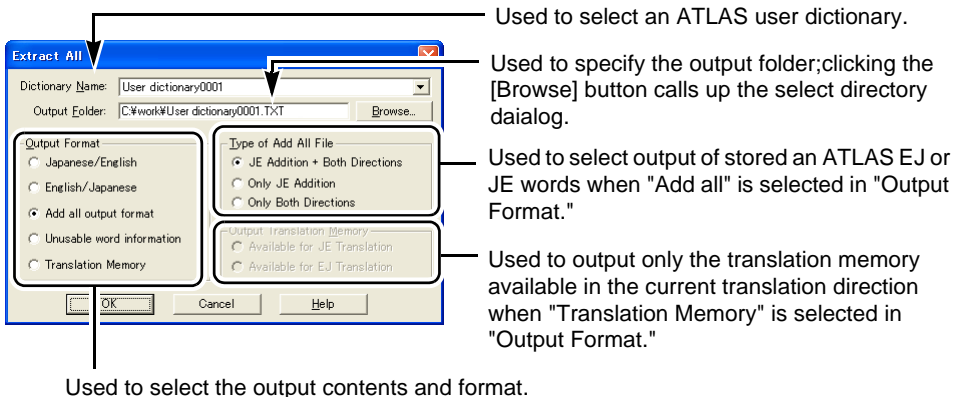 Used to select an ATLAS user dictionary.
Extract All
Dictionary Name: User dictionary0001
Output Folder: C:¥work¥User dictionary0001.TXT Browse...
Used to specify the output folder;clicking the
[Browse] button calls up the select directory
daialog.
Output Format
Japanese/English
English/Japanese
Add all output format
Unusable word information
Translation Memory
Type of Add All File
JE Addition + Both Directions
Only JE Addition
Only Both Directions
Used to select output of stored an ATLAS EJ or
JE words when "Add all" is selected in "Output
Format."
Output Translation Memory
Available for JE Translation
Available for EJ Translation
Used to output only the translation memory
available in the current translation direction
when "Translation Memory" is selected in
"Output Format."
OK Cancel Help
Used to select the output contents and format.